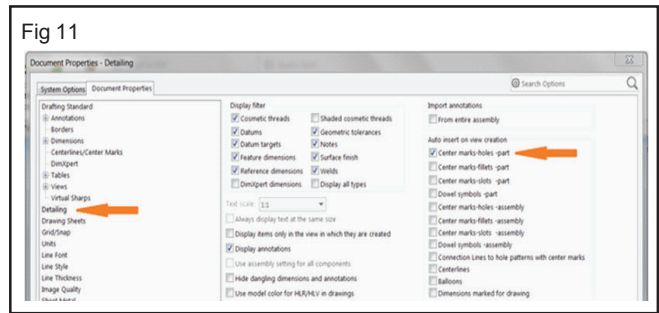 Fig 11
Document Properties - Detailing
System Options
Document Properties
Search Options
Drafting Standard
Annotations
Borders
Dimensions
Centerlines/Center Marks
DimXpert
Tables
Views
Virtual Sharps
Detailing
Drawing Sheets
Grid/Snap
Units
Line Font
Line Style
Line Thickness
Image Quality
Sheet Metal
Display filter
Cosmetic threads
Shaded cosmetic threads
Datums
Geometric tolerances
Datum targets
Notes
Feature dimensions
Surface finish
Reference dimensions
Welds
DimXpert dimensions
Display all types
Text scale: 1:1
Always display text at the same size
Display items only in the view in which they are created
Display annotations
Use assembly setting for all components
Hide dangling dimensions and annotations
Use model color for HLR/HLV in drawings
Import annotations
From entire assembly
Auto insert on view creation
Center marks-holes -part
Center marks-fillets -part
Center marks-slots -part
Dowel symbols -part
Center marks-holes -assembly
Center marks-fillets -assembly
Center marks-slots -assembly
Dowel symbols -assembly
Connection Lines to hole patterns with center marks
Centerlines
Balloons
Dimensions marked for drawing